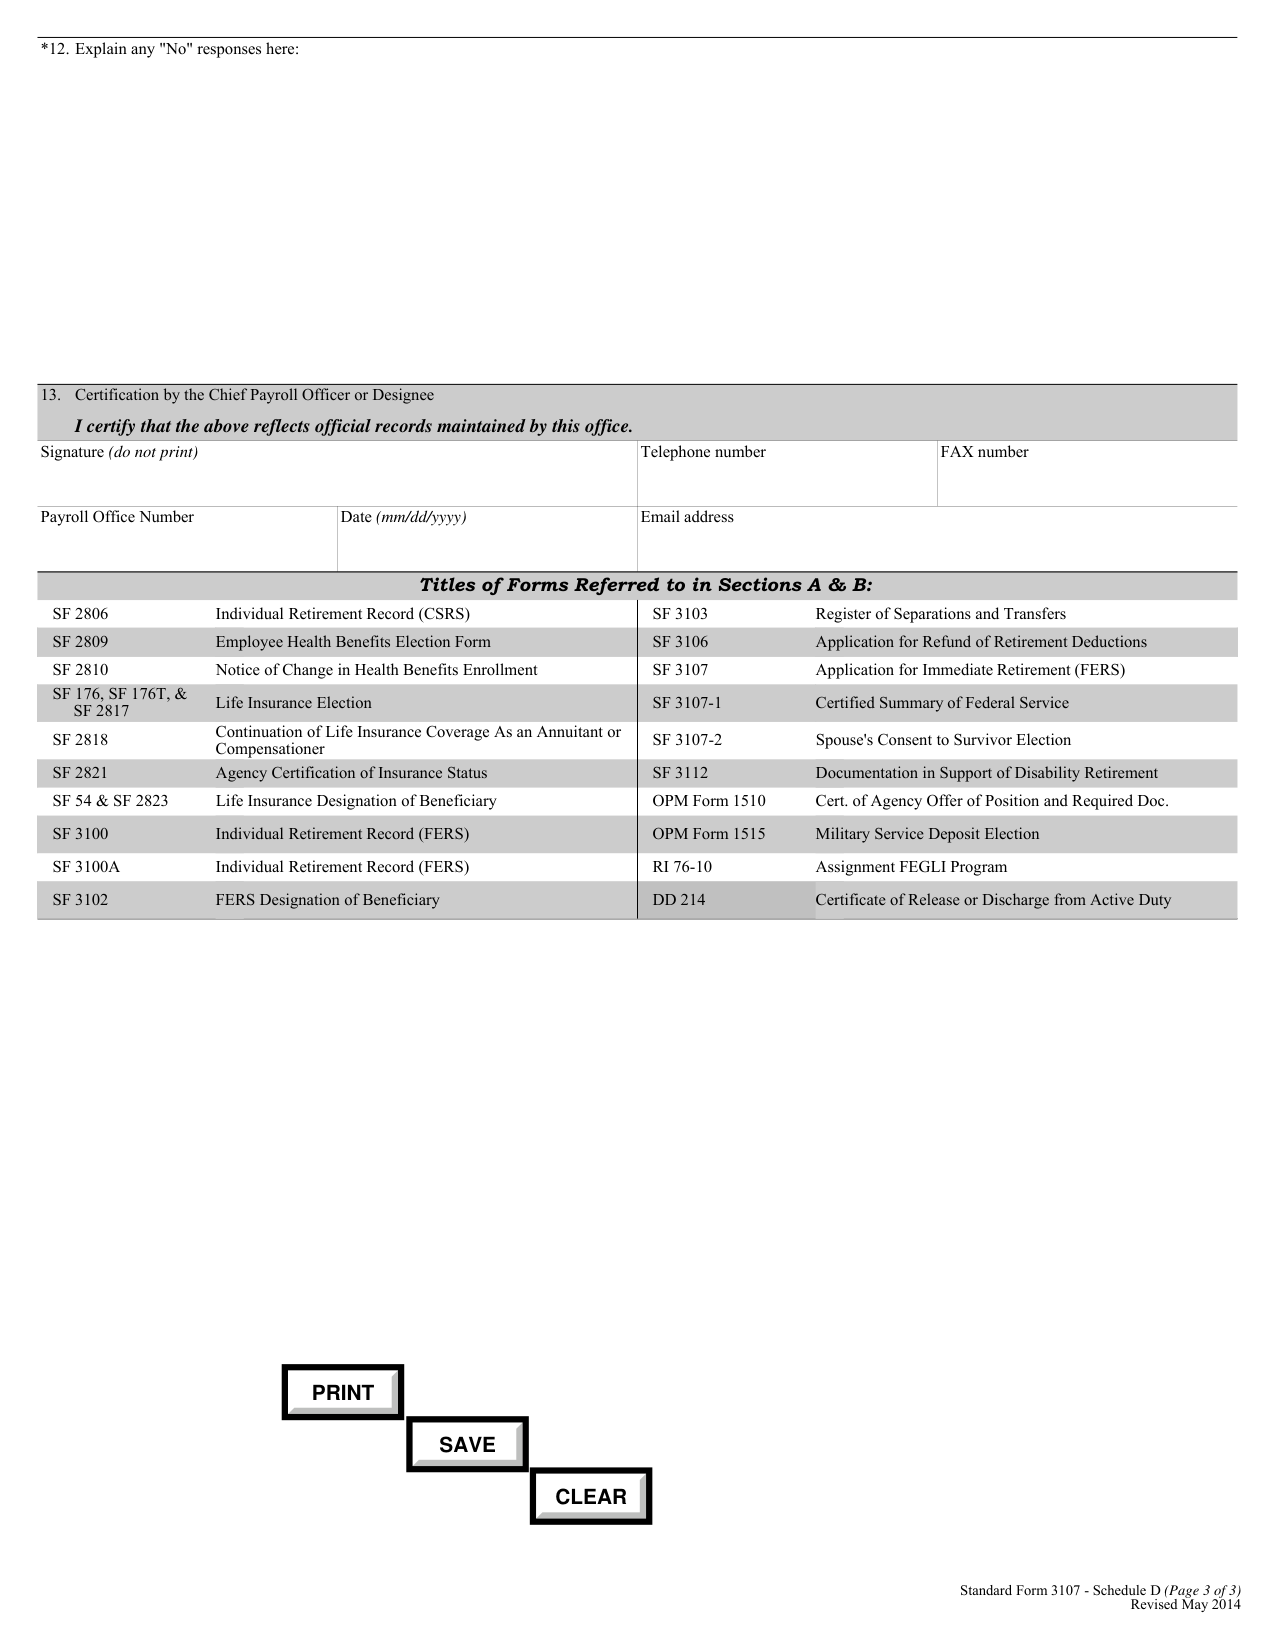 *12. Explain any "No" responses here:
13. Certification by the Chief Payroll Officer or Designee
I certify that the above reflects official records maintained by this office.
Signature (do not print)
Telephone number
FAX number
Payroll Office Number
Date (mm/dd/yyyy)
Email address
Titles of Forms Referred to in Sections A & B:
SF 2806 Individual Retirement Record (CSRS)
SF 2809 Employee Health Benefits Election Form
SF 2810 Notice of Change in Health Benefits Enrollment
SF 176, SF 176T, &
SF 2817
Life Insurance Election
SF 2818
Continuation of Life Insurance Coverage As an Annuitant or
Compensationer
SF 2821 Agency Certification of Insurance Status
SF 54 & SF 2823 Life Insurance Designation of Beneficiary
SF 3100 Individual Retirement Record (FERS)
SF 3100A Individual Retirement Record (FERS)
SF 3102 FERS Designation of Beneficiary
SF 3103 Register of Separations and Transfers
SF 3106 Application for Refund of Retirement Deductions
SF 3107 Application for Immediate Retirement (FERS)
SF 3107-1 Certified Summary of Federal Service
SF 3107-2 Spouse's Consent to Survivor Election
SF 3112 Documentation in Support of Disability Retirement
OPM Form 1510 Cert. of Agency Offer of Position and Required Doc.
OPM Form 1515 Military Service Deposit Election
RI 76-10 Assignment FEGLI Program
DD 214 Certificate of Release or Discharge from Active Duty
PRINT
SAVE
CLEAR
Standard Form 3107 - Schedule D (Page 3 of 3)
Revised May 2014